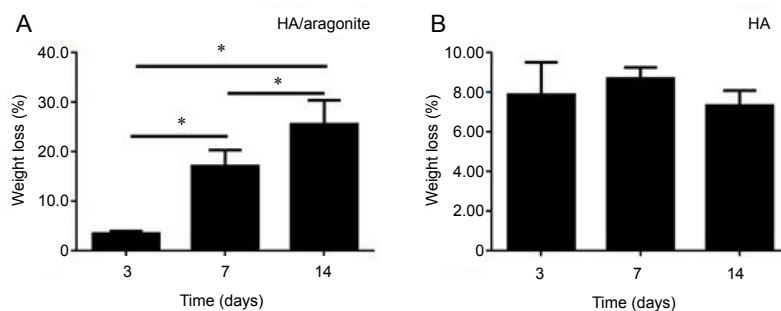 A
HA/aragonite
Weight loss (%)
40.0
30.0
20.0
10.0
0
*
*
*
3 7 14
Time (days)
B
HA
Weight loss (%)
10.00
8.00
6.00
4.00
2.00
0
3 7 14
Time (days)